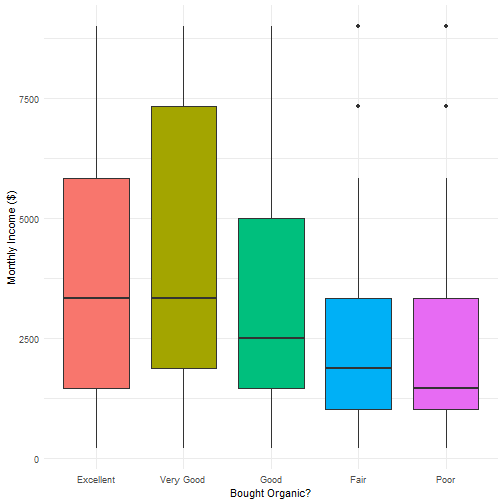 Monthly Income ($)
7500
5000
2500
0
Excellent
Very Good
Good
Fair
Poor
Bought Organic?